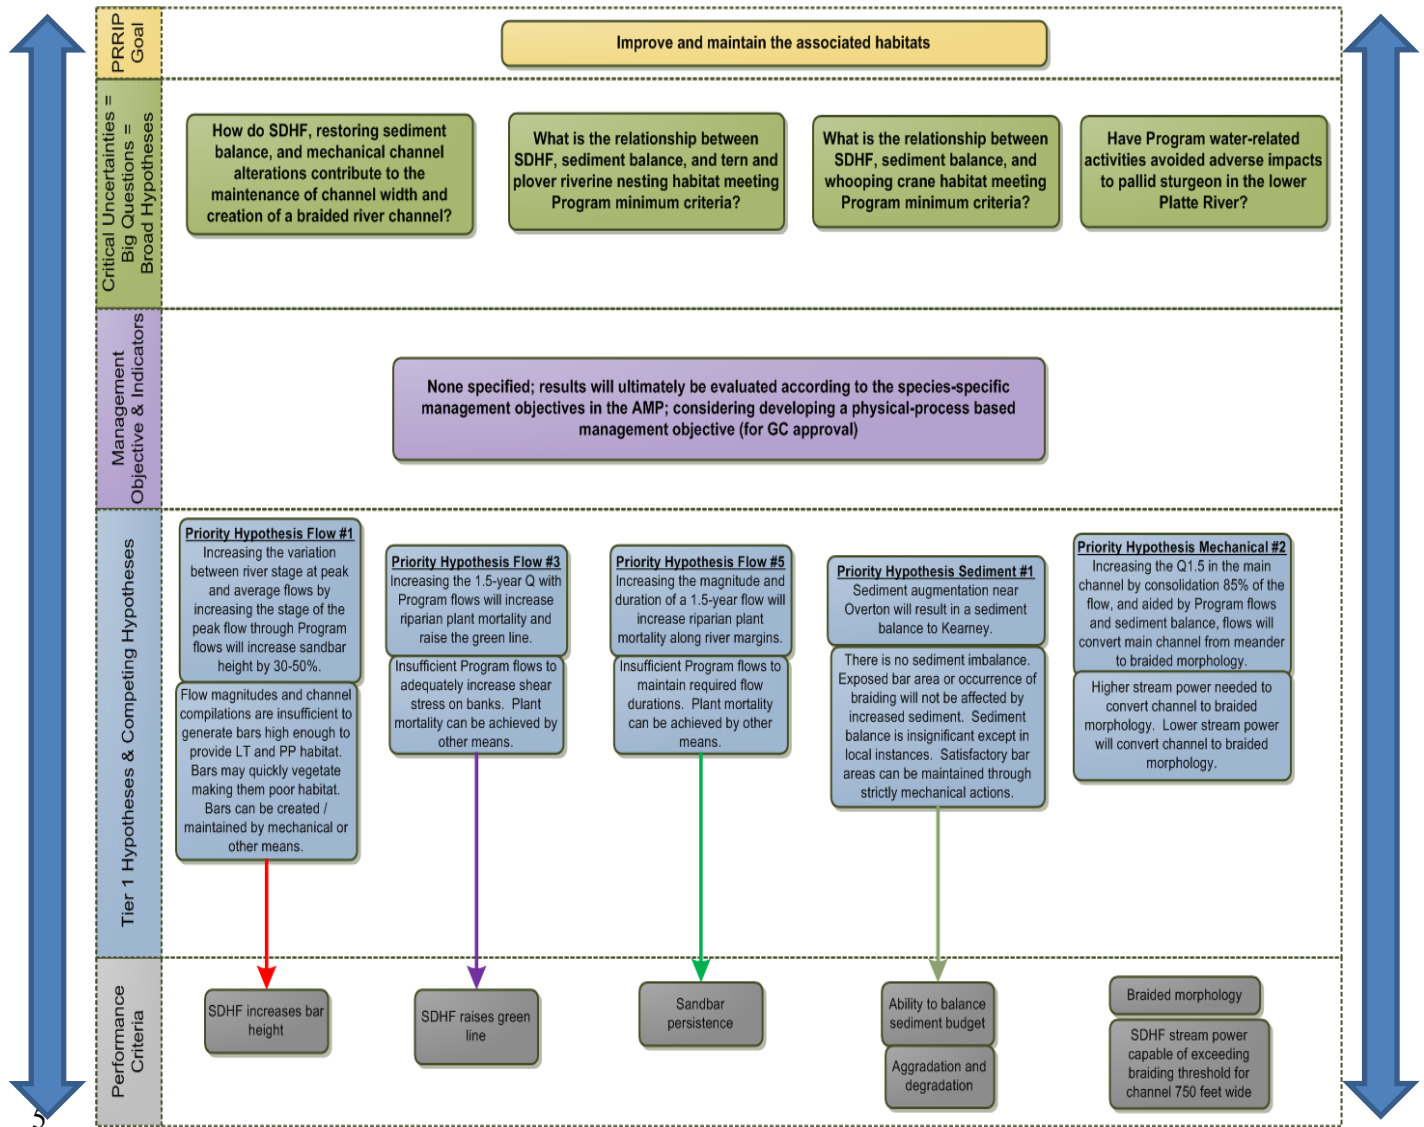 PRRIP
Goal
Improve and maintain the associated habitats
Critical Uncertainties =
Big Questions =
Broad Hypotheses
How do SDHF, restoring sediment
balance, and mechanical channel
alterations contribute to the
maintenance of channel width and
creation of a braided river channel?
What is the relationship between
SDHF, sediment balance, and tern and
plover riverine nesting habitat meeting
Program minimum criteria?
What is the relationship between
SDHF, sediment balance, and
whooping crane habitat meeting
Program minimum criteria?
Have Program water-related
activities avoided adverse impacts
to pallid sturgeon in the lower
Platte River?
Management
Objective & Indicators
None specified; results will ultimately be evaluated according to the species-specific
management objectives in the AMP; considering developing a physical-process based
management objective (for GC approval)
Tier 1 Hypotheses & Competing Hypotheses
Priority Hypothesis Flow #1
Increasing the variation
between river stage at peak
and average flows by
increasing the stage of the
peak flow through Program
flows will increase sandbar
height by 30-50%.
Flow magnitudes and channel
compilations are insufficient to
generate bars high enough to
provide LT and PP habitat.
Bars may quickly vegetate
making them poor habitat.
Bars can be created /
maintained by mechanical or
other means.
Priority Hypothesis Flow #3
Increasing the 1.5-year Q with
Program flows will increase
riparian plant mortality and
raise the green line.
Insufficient Program flows to
adequately increase shear
stress on banks. Plant
mortality can be achieved by
other means.
Priority Hypothesis Flow #5
Increasing the magnitude and
duration of a 1.5-year flow will
increase riparian plant
mortality along river margins.
Insufficient Program flows to
maintain required flow
durations. Plant mortality
can be achieved by other
means.
Priority Hypothesis Sediment #1
Sediment augmentation near
Overton will result in a sediment
balance to Kearney.
There is no sediment imbalance.
Exposed bar area or occurrence of
braiding will not be affected by
increased sediment. Sediment
balance is insignificant except in
local instances. Satisfactory bar
areas can be maintained through
strictly mechanical actions.
Priority Hypothesis Mechanical #2
Increasing the Q1.5 in the main
channel by consolidation 85% of the
flow, and aided by Program flows
and sediment balance, flows will
convert main channel from meander
to braided morphology.
Higher stream power needed to
convert channel to braided
morphology. Lower stream power
will convert channel to braided
morphology.
Performance
Criteria
SDHF increases bar
height
SDHF raises green
line
Sandbar
persistence
Ability to balance
sediment budget
Aggradation and
degradation
Braided morphology
SDHF stream power
capable of exceeding
braiding threshold for
channel 750 feet wide
5